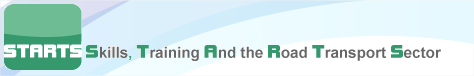 STARTS Skills, Training And the Road Transport Sector